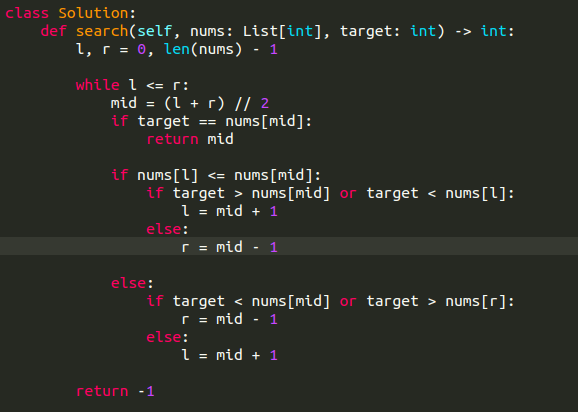 class Solution:
    def search(self, nums: List[int], target: int) -> int:
        l, r = 0, len(nums) - 1

        while l <= r:
            mid = (l + r) // 2
            if target == nums[mid]:
                return mid

            if nums[l] <= nums[mid]:
                if target > nums[mid] or target < nums[l]:
                    l = mid + 1
                else:
                    r = mid - 1

            else:
                if target < nums[mid] or target > nums[r]:
                    r = mid - 1
                else:
                    l = mid + 1

        return -1